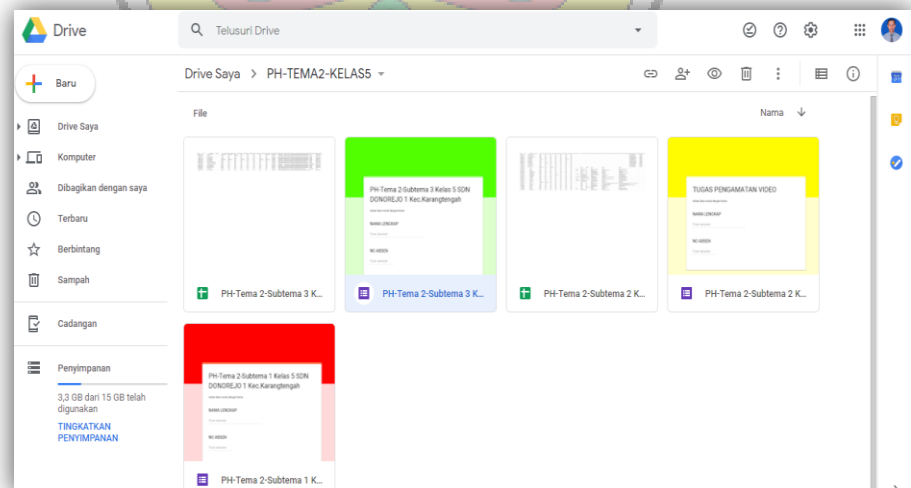 Drive
Telusuri Drive
Baru
Drive Saya > PH-TEMA2-KELAS5
File
Nama
Drive Saya
Komputer
Dibagikan dengan saya
Terbaru
Berbintang
Sampah
Cadangan
Penyimpanan
3,3 GB dari 15 GB telah
digunakan
TINGKATKAN
PENYIMPANAN
PH-Tema 2-Subtema 3 K...
PH-Tema 2-Subtema 3 Kelas 5 SDN
DONOREJO 1 Kec.Karangtengah
NAMA LENGKAP
NO ABSEN
PH-Tema 2-Subtema 3 K...
PH-Tema 2-Subtema 2 K...
TUGAS PENGAMATAN VIDEO
NAMA LENGKAP
NO ABSEN
PH-Tema 2-Subtema 2 K...
PH-Tema 2-Subtema 1 Kelas 5 SDN
DONOREJO 1 Kec.Karangtengah
NAMA LENGKAP
NO ABSEN
PH-Tema 2-Subtema 1 K...